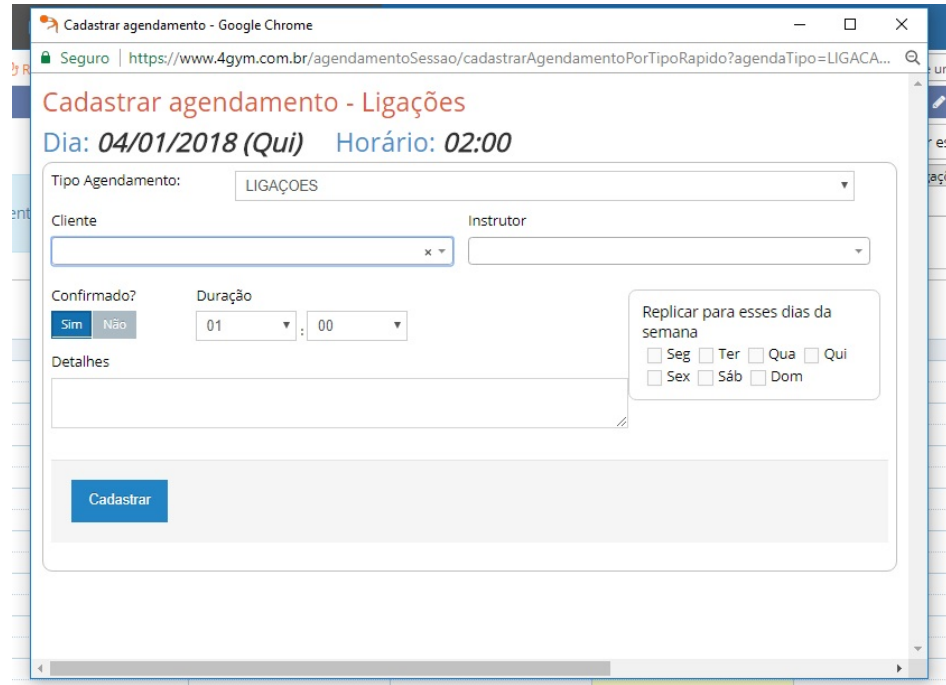 Cadastrar agendamento - Google Chrome
Seguro | https://www.4gym.com.br/agendamentoSessao/cadastrarAgendamentoPorTipoRapido?agendaTipo=LIGACA...
Cadastrar agendamento - Ligações
Dia: 04/01/2018 (Qui) Horário: 02:00
Tipo Agendamento: LIGAÇOES
Cliente Instrutor
Confirmado? Duração
Sim Não 01 : 00
Replicar para esses dias da
semana
Seg Ter Qua Qui
Sex Sáb Dom
Detalhes
Cadastrar